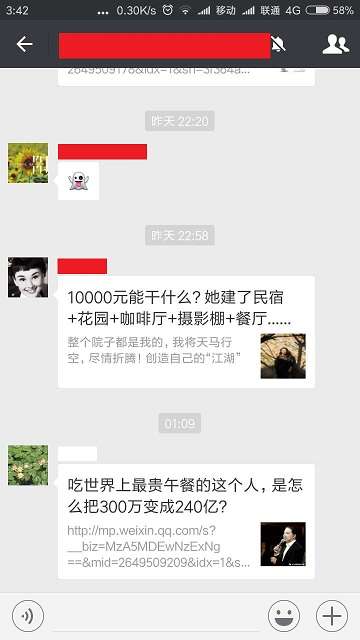 3:42
0.30K/s 移动 联通 4G 58%
2649509178&idx=1&sn=3f364a...
昨天 22:20
昨天 22:58
10000元能干什么？她建了民宿
+花园+咖啡厅+摄影棚+餐厅......
整个院子都是我的，我将天马行
空，尽情折腾！创造自己的“江湖”
01:09
吃世界上最贵午餐的这个人，是怎
么把300万变成240亿？
http://mp.weixin.qq.com/s?
__biz=MzA5MDEwNzExNg
==&mid=2649509209&idx=1&s...